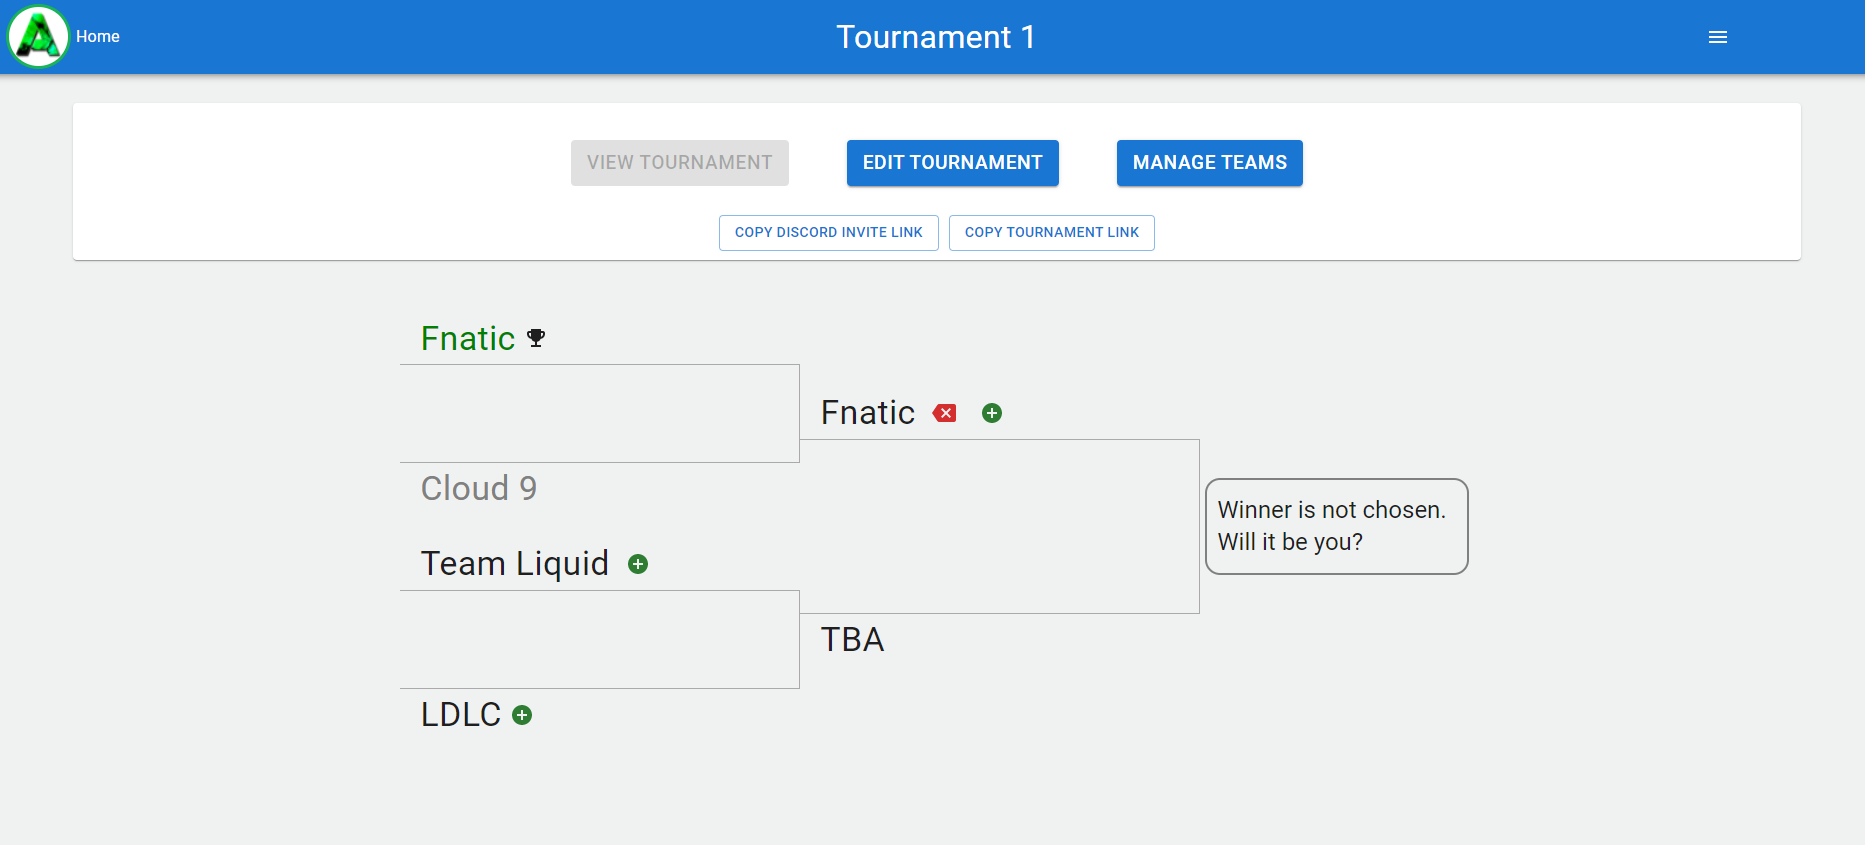 Home
Tournament 1
VIEW TOURNAMENT
EDIT TOURNAMENT
MANAGE TEAMS
COPY DISCORD INVITE LINK
COPY TOURNAMENT LINK
Fnatic
Fnatic
Cloud 9
Winner is not chosen.
Will it be you?
Team Liquid
TBA
LDLC